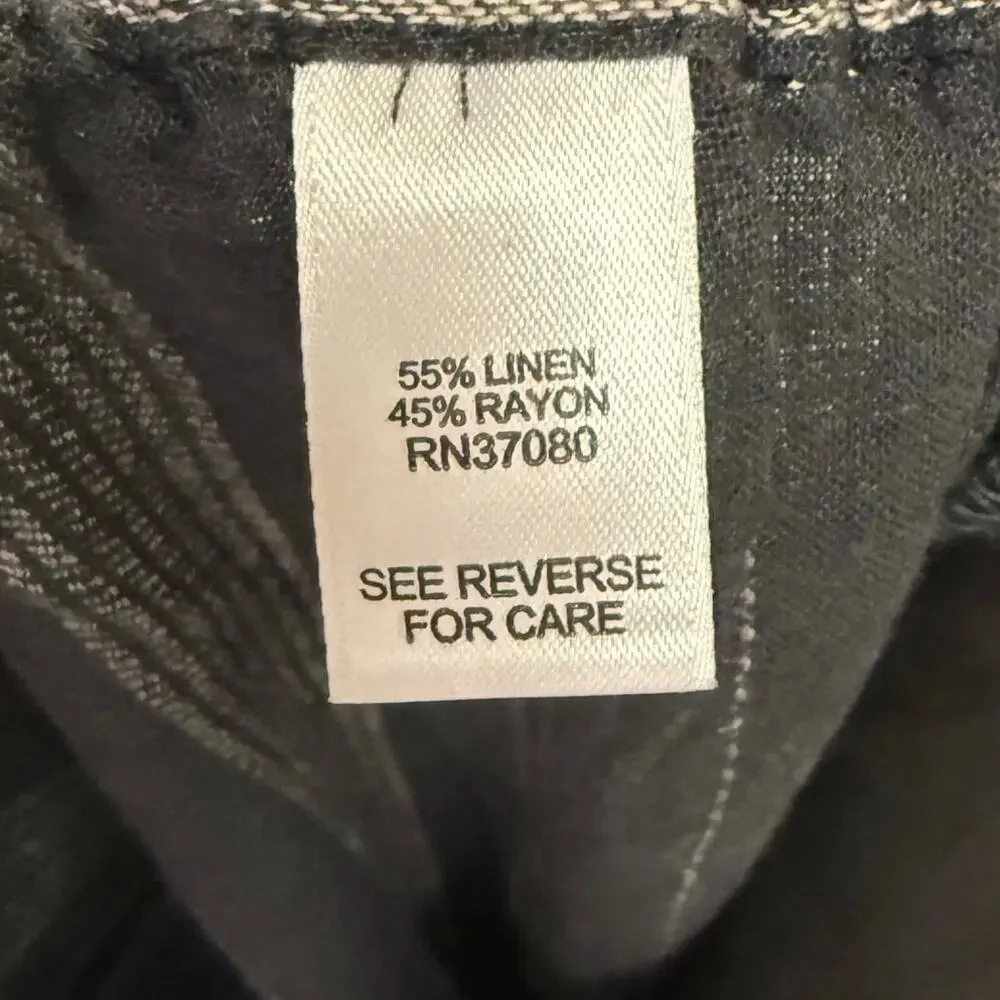 55% LINEN
45% RAYON
RN37080
SEE REVERSE
FOR CARE